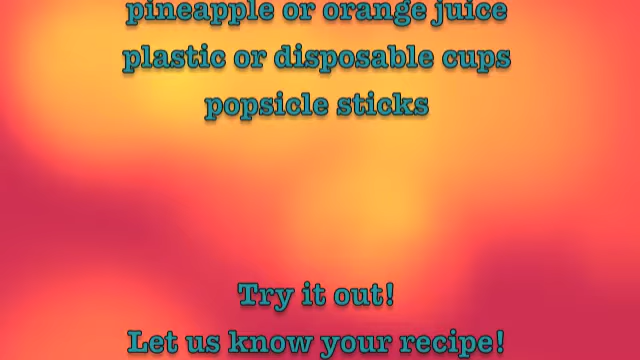 pineapple or orange juice
plastic or disposable cups
popsicle sticks
Try it out!
Let us know your recipe!